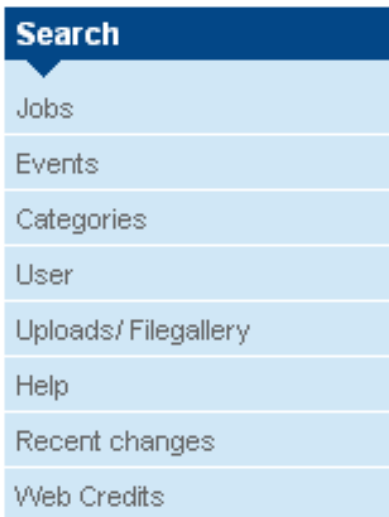 Search
Jobs
Events
Categories
User
Uploads/ Filegallery
Help
Recent changes
Web Credits